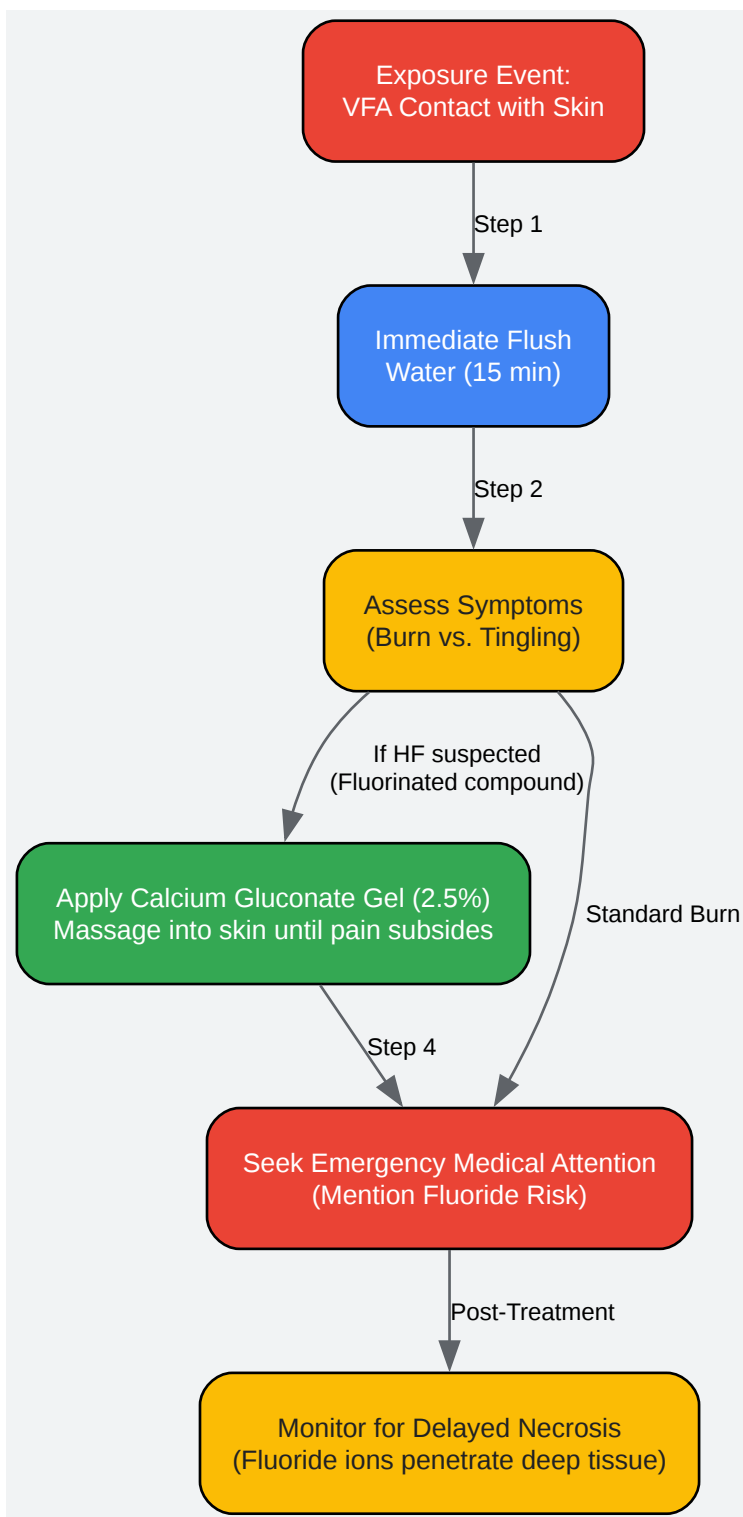 Exposure Event:
VFA Contact with Skin
Step 1
Immediate Flush
Water (15 min)
Step 2
Assess Symptoms
(Burn vs. Tingling)
If HF suspected
(Fluorinated compound)
Apply Calcium Gluconate Gel (2.5%)
Massage into skin until pain subsides
Standard Burn
Step 4
Seek Emergency Medical Attention
(Mention Fluoride Risk)
Post-Treatment
Monitor for Delayed Necrosis
(Fluoride ions penetrate deep tissue)